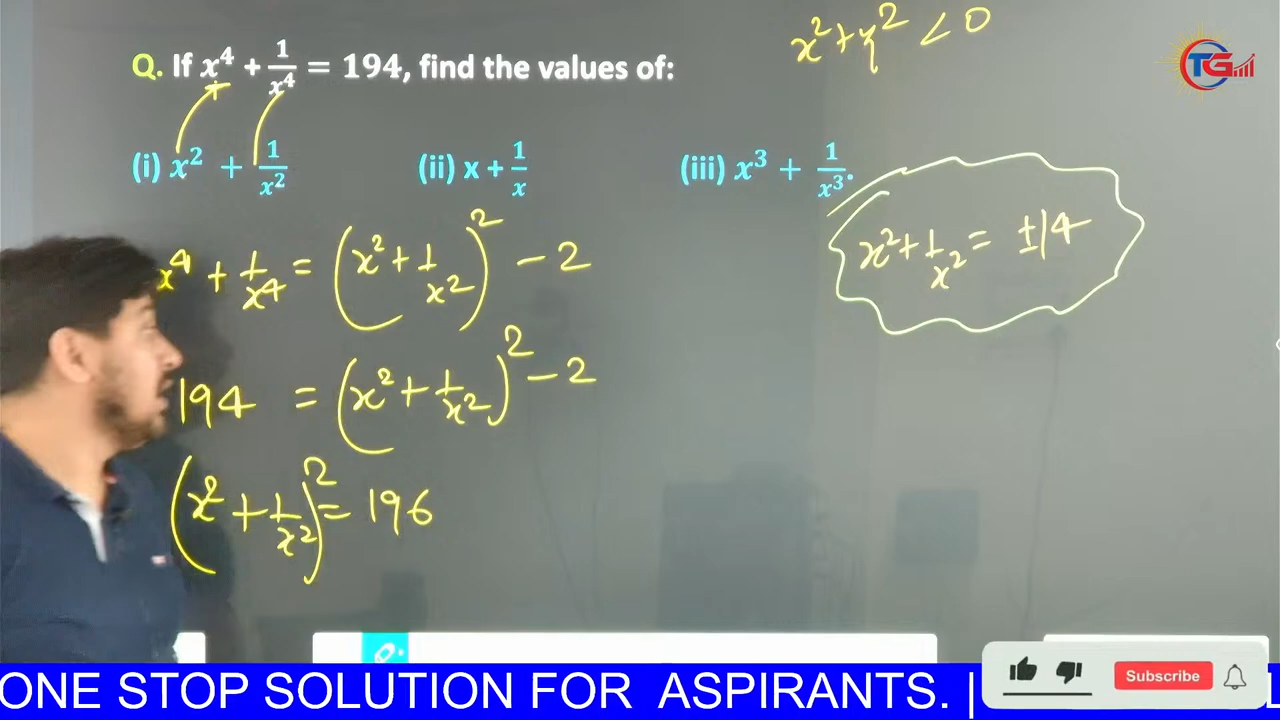 x² + y² < 0
TG
Q. If x⁴ + 1/x⁴ = 194, find the values of:
(i) x² + 1/x² (ii) x + 1/x (iii) x³ + 1/x³.
x² + 1/x² = ±14
x⁴ + 1/x⁴ = (x² + 1/x²)² - 2
194 = (x² + 1/x²)² - 2
(x² + 1/x²)² = 196
ONE STOP SOLUTION FOR ASPIRANTS. |
Subscribe